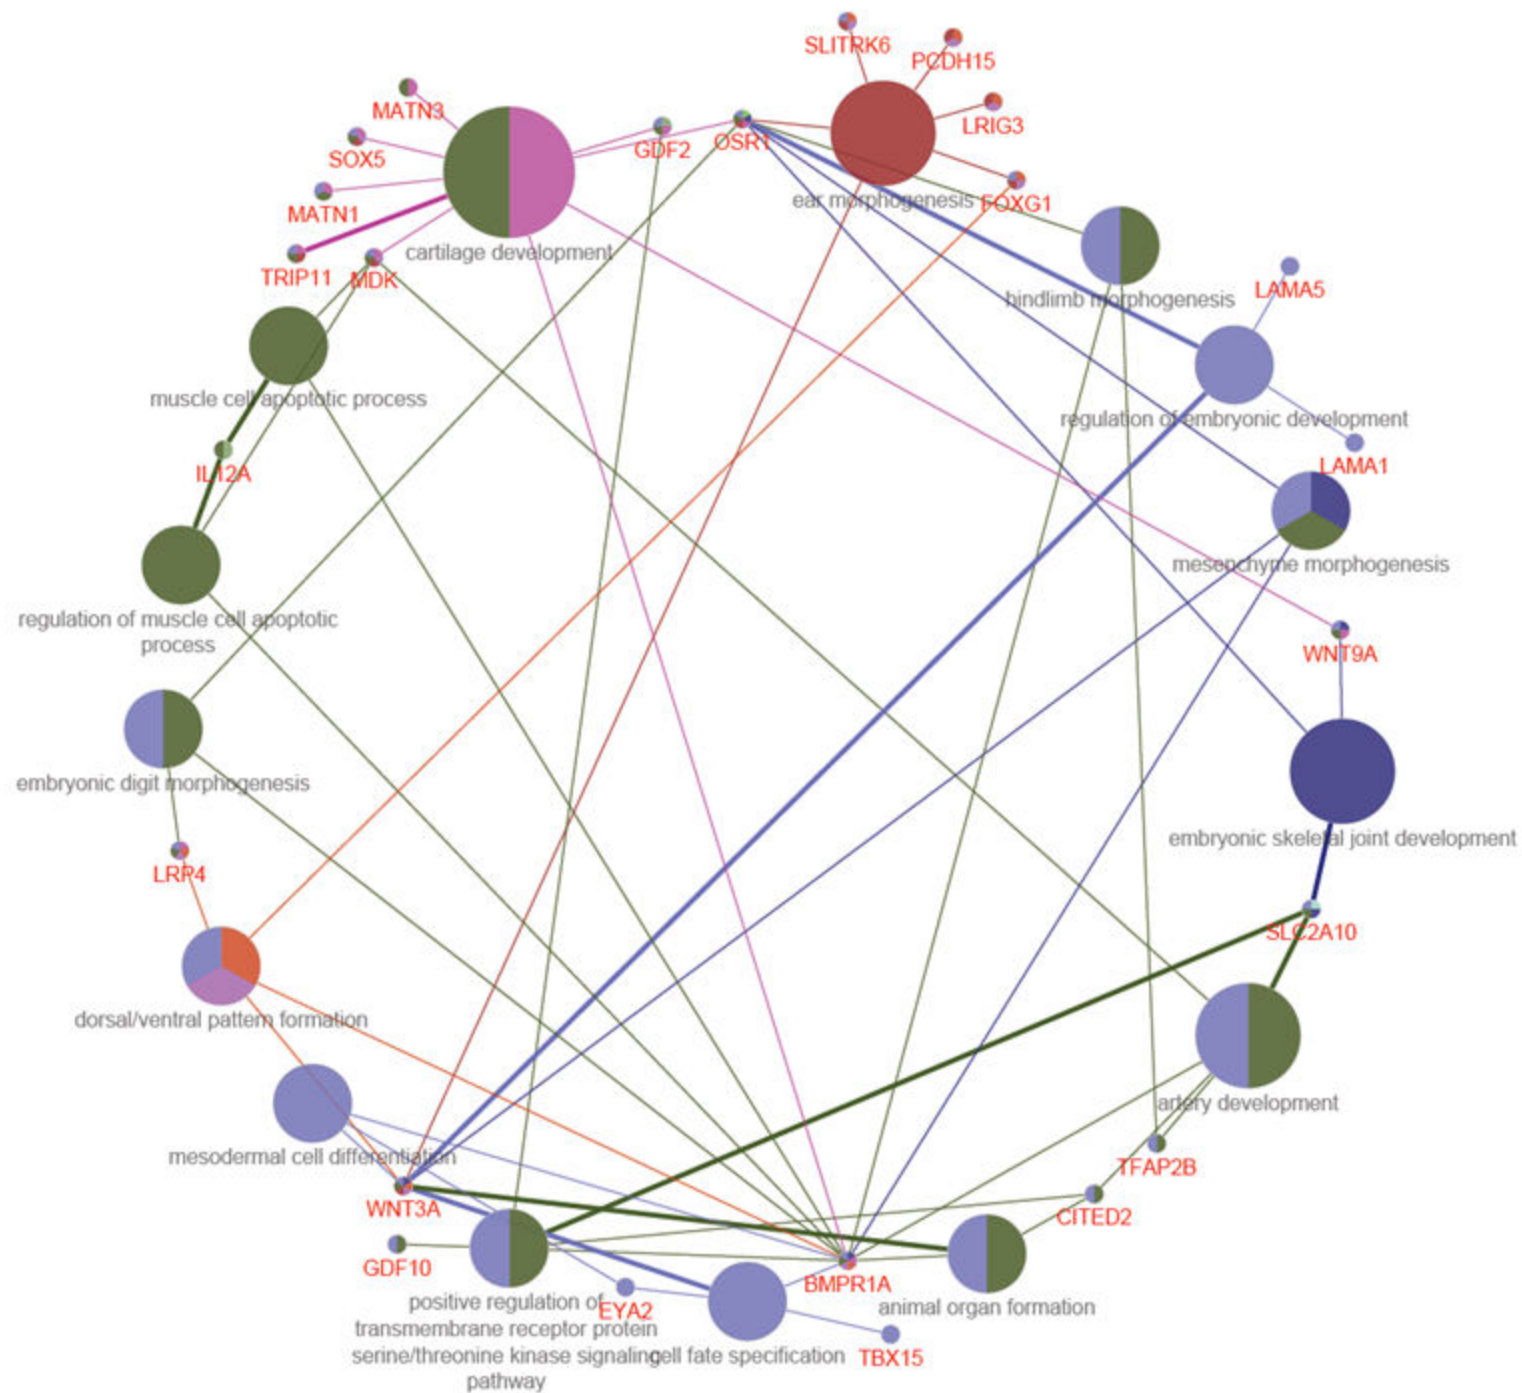 SLITRK6
PCDH15
MATN3
LRIG3
SOX5
GDF2
OSR1
MATN1
ear morphogenesis
FOXG1
cartilage development
TRIP11
MDK
LAMA5
hindlimb morphogenesis
muscle cell apoptotic process
regulation of embryonic development
IL12A
LAMA1
mesenchyme morphogenesis
regulation of muscle cell apoptotic
process
WNT9A
embryonic digit morphogenesis
embryonic skeletal joint development
LRP4
SLC2A10
dorsal/ventral pattern formation
artery development
mesodermal cell differentiation
TFAP2B
WNT3A
CITED2
GDF10
BMPR1A
positive regulation of
transmembrane receptor protein
serine/threonine kinase signaling
pathway
EYA2
animal organ formation
cell fate specification
TBX15